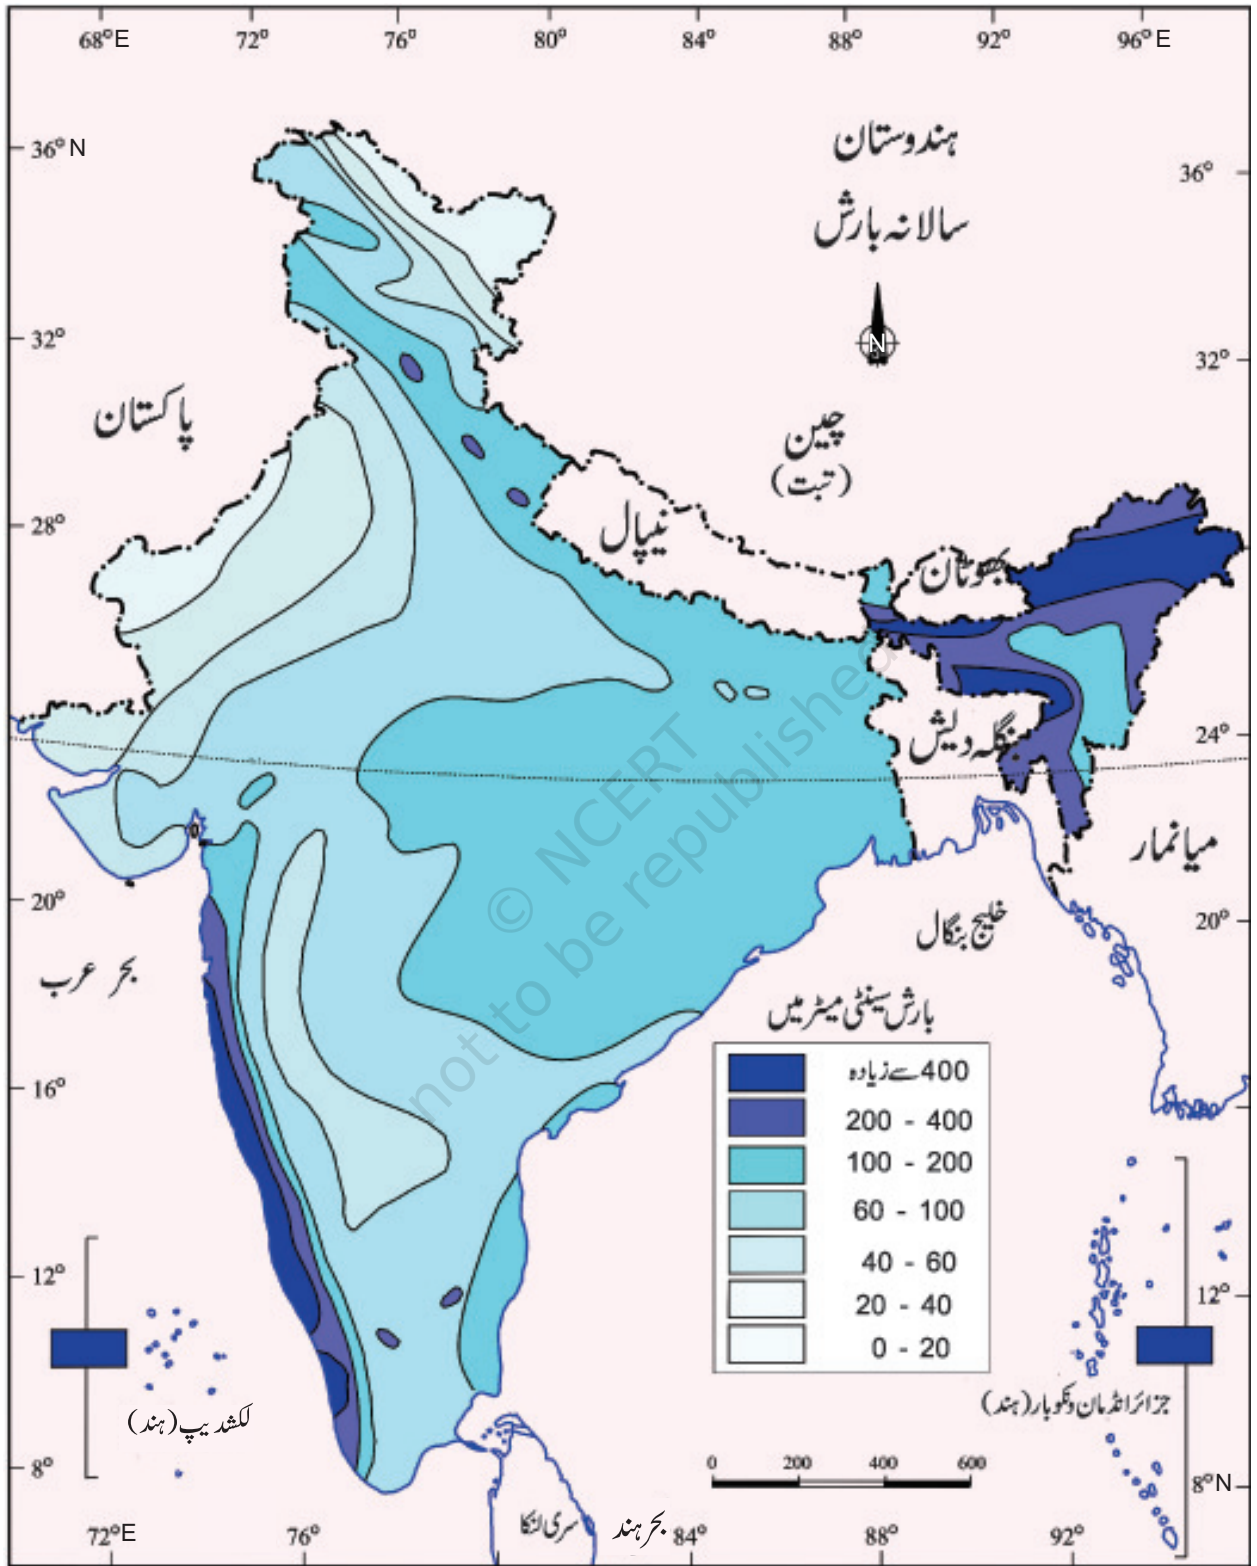 68°E 72° 76° 80° 84° 88° 92° 96°E
36°N
ہندوستان
سالانہ بارش
36°
N
32°
32°
پاکستان
چین
(تبت)
28°
نیپال
بھوٹان
بنگلہ دیش
24°
میانمار
20°
خلیج بنگال
20°
بحر عرب
© NCERT
not to be republished
بارش سینٹی میٹر میں
400 سے زیادہ
200 - 400
100 - 200
60 - 100
40 - 60
20 - 40
0 - 20
16°
12°
12°
لکشدیپ (ہند)
جزائر انڈمان و نکوبار (ہند)
8°
0 200 400 600
8°N
سری لنکا
بحر ہند
72°E 76° 84° 88° 92°